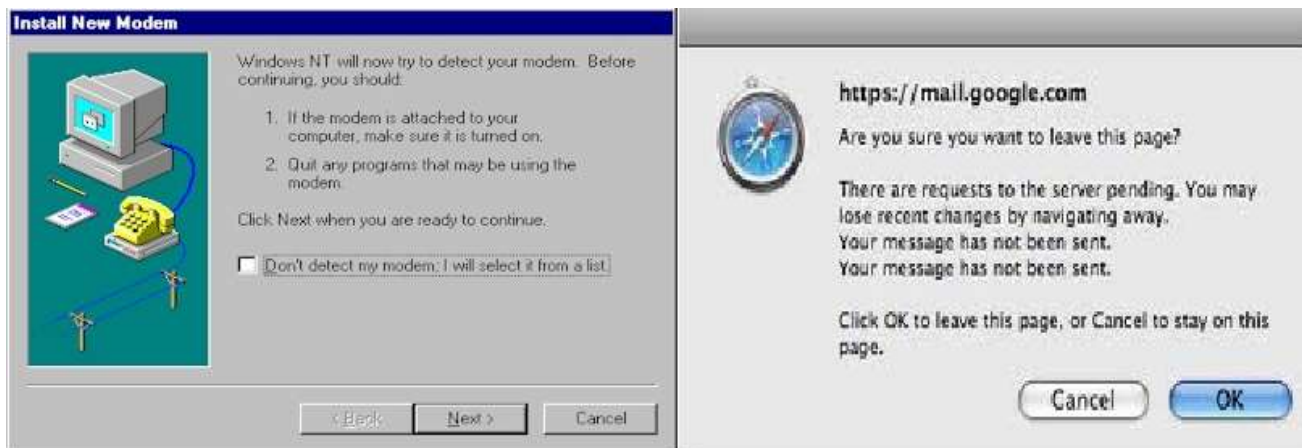 Install New Modem
Windows NT will now try to detect your modem. Before
continuing, you should:
1. If the modem is attached to your
computer, make sure it is turned on.
2. Quit any programs that may be using the
modem.
Click Next when you are ready to continue.
Don't detect my modem; I will select it from a list.
< Back
Next >
Cancel
https://mail.google.com
Are you sure you want to leave this page?
There are requests to the server pending. You may
lose recent changes by navigating away.
Your message has not been sent.
Your message has not been sent.
Click OK to leave this page, or Cancel to stay on this
page.
Cancel
OK